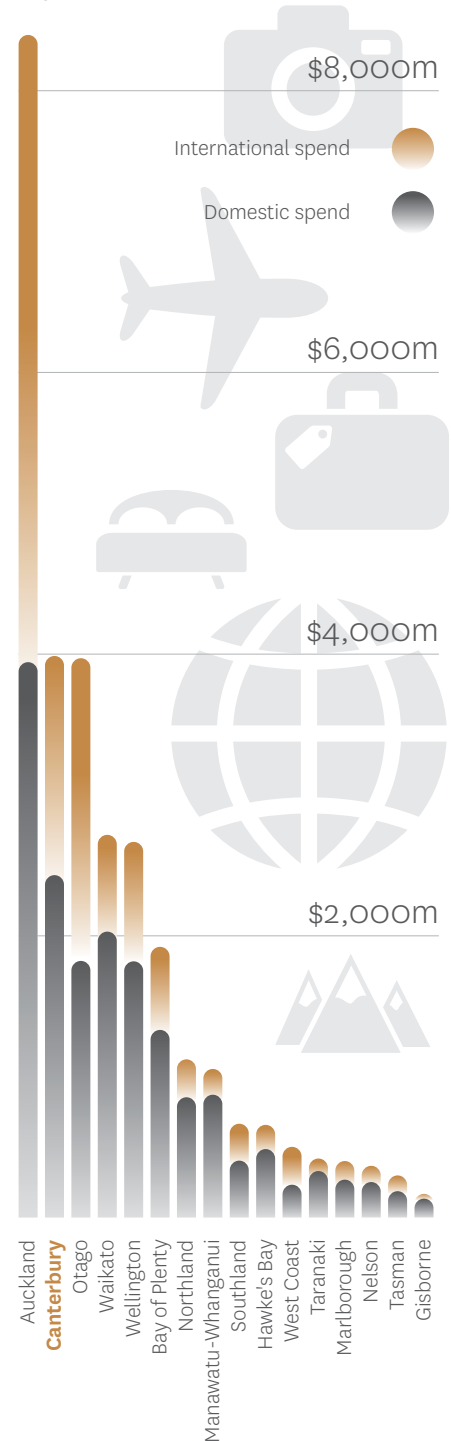 $8,000m
International spend
Domestic spend
$6,000m
$4,000m
$2,000m
Auckland
Canterbury
Otago
Waikato
Wellington
Bay of Plenty
Northland
Manawatu-Whanganui
Southland
Hawke's Bay
West Coast
Taranaki
Marlborough
Nelson
Tasman
Gisborne